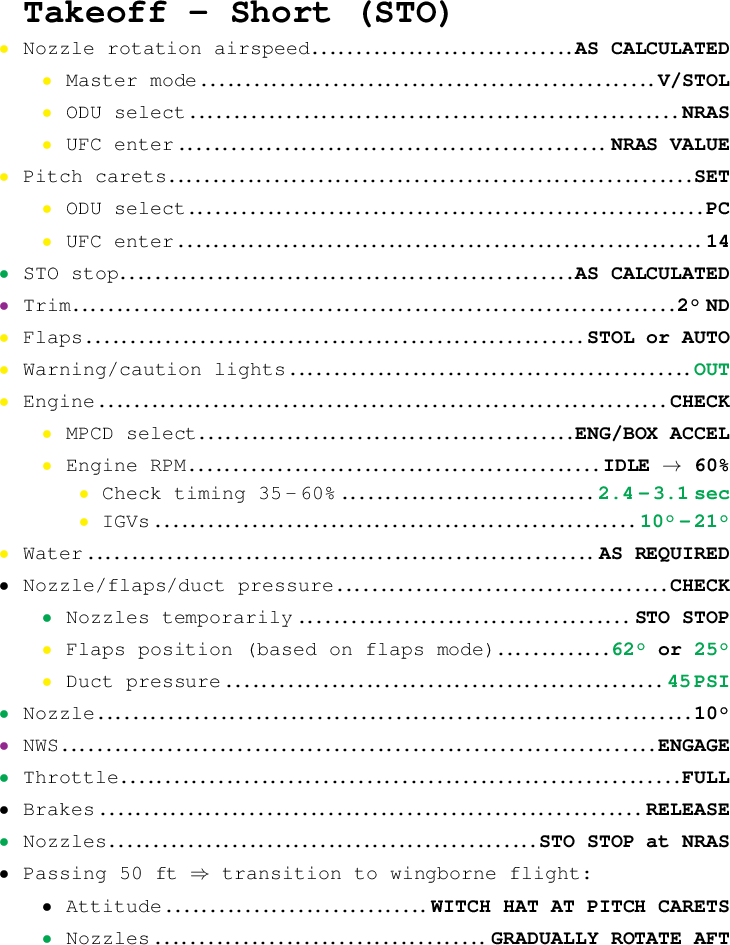 Takeoff – Short (STO)
Nozzle rotation airspeed..............................AS CALCULATED
Master mode....................................................V/STOL
ODU select........................................................NRAS
UFC enter................................................NRAS VALUE
Pitch carets............................................................SET
ODU select...........................................................PC
UFC enter............................................................14
STO stop....................................................AS CALCULATED
Trim.....................................................................2° ND
Flaps.........................................................STOL or AUTO
Warning/caution lights..............................................OUT
Engine.................................................................CHECK
MPCD select...........................................ENG/BOX ACCEL
Engine RPM...............................................IDLE → 60%
Check timing 35–60%.............................2.4–3.1 sec
IGVs.......................................................10°–21°
Water..........................................................AS REQUIRED
Nozzle/flaps/duct pressure......................................CHECK
Nozzles temporarily......................................STO STOP
Flaps position (based on flaps mode).............62° or 25°
Duct pressure..................................................45 PSI
Nozzle....................................................................10°
NWS....................................................................ENGAGE
Throttle................................................................FULL
Brakes..............................................................RELEASE
Nozzles.................................................STO STOP at NRAS
Passing 50 ft ⇒ transition to wingborne flight:
Attitude..............................WITCH HAT AT PITCH CARETS
Nozzles......................................GRADUALLY ROTATE AFT